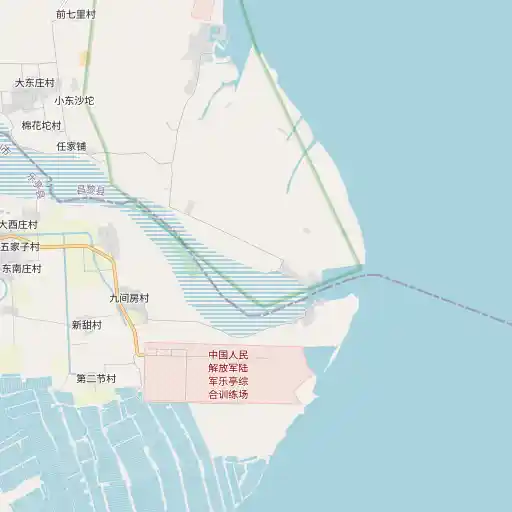 前七里村
大东庄村
小东沙坨
棉花坨村
任家铺
昌黎县
乐亭县
大西庄村
五家子村
东南庄村
九间房村
新甜村
第二节村
中国人民
解放军陆
军乐亭综
合训练场